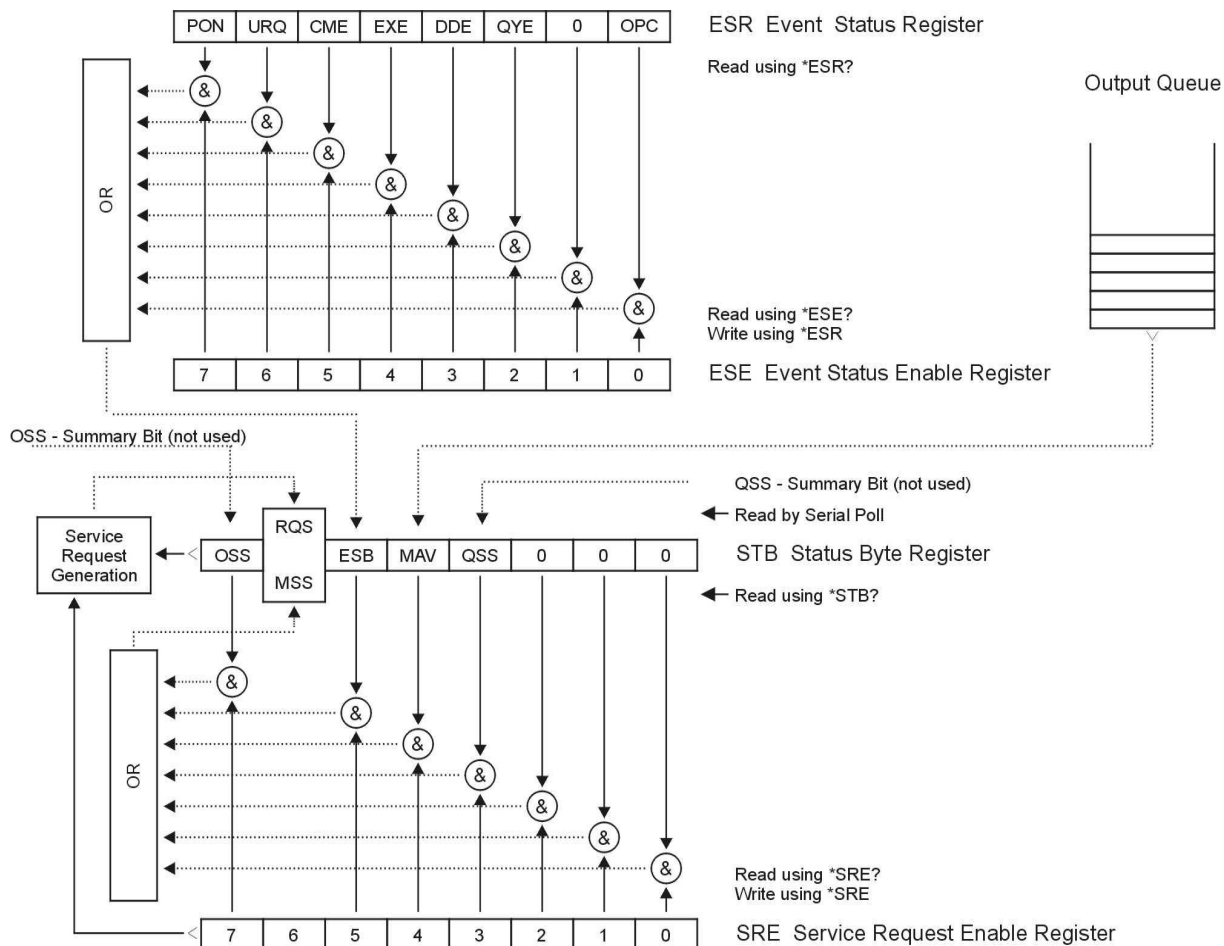 PON URQ CME EXE DDE QYE 0 OPC
ESR Event Status Register
Read using *ESR?
Output Queue
&
&
&
&
&
&
&
&
OR
Read using *ESE?
Write using *ESR
7 6 5 4 3 2 1 0
ESE Event Status Enable Register
OSS - Summary Bit (not used)
QSS - Summary Bit (not used)
Read by Serial Poll
Service
Request
Generation
RQS
MSS
OSS ESB MAV QSS 0 0 0
STB Status Byte Register
Read using *STB?
&
&
&
&
&
&
&
OR
Read using *SRE?
Write using *SRE
7 6 5 4 3 2 1 0
SRE Service Request Enable Register